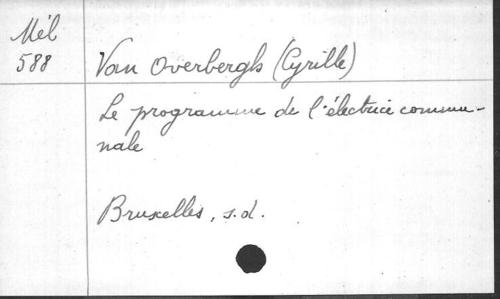 Mél
588
Van Overbergh (Cyrille)
Le programme de l'électrice commu-
nale
Bruxelles, s.d.